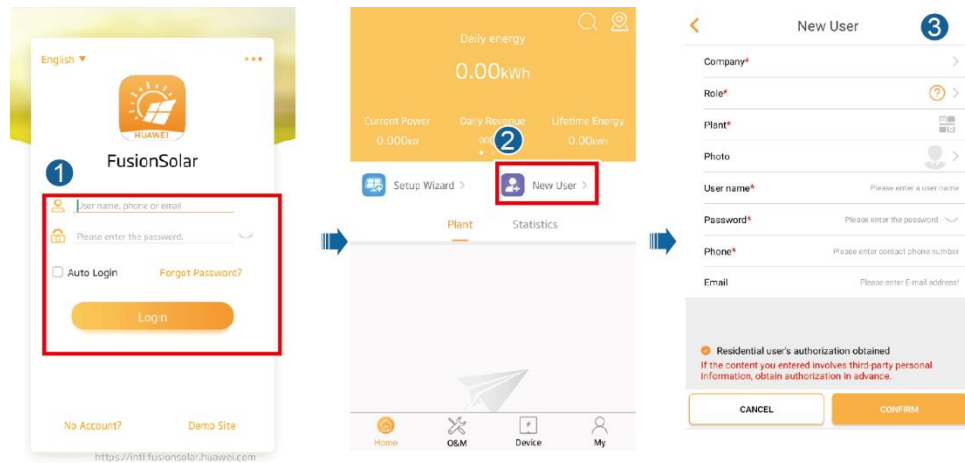 English ▼
HUAWEI
FusionSolar
1
User name, phone or email
Please enter the password.
Auto Login Forgot Password?
Login
No Account? Demo Site
https://intl.fusionsolar.huawei.com
Daily energy
0.00kWh
Current Power Daily Revenue Lifetime Energy
0.000kW 0.00kWh
2
Setup Wizard > New User >
Plant Statistics
Home O&M Device My
New User 3
Company* >
Role* ? >
Plant*
Photo >
User name* Please enter a user name
Password* Please enter the password.
Phone* Please enter contact phone number
Email Please enter E-mail address!
Residential user's authorization obtained
If the content you entered involves third-party personal
information, obtain authorization in advance.
CANCEL CONFIRM